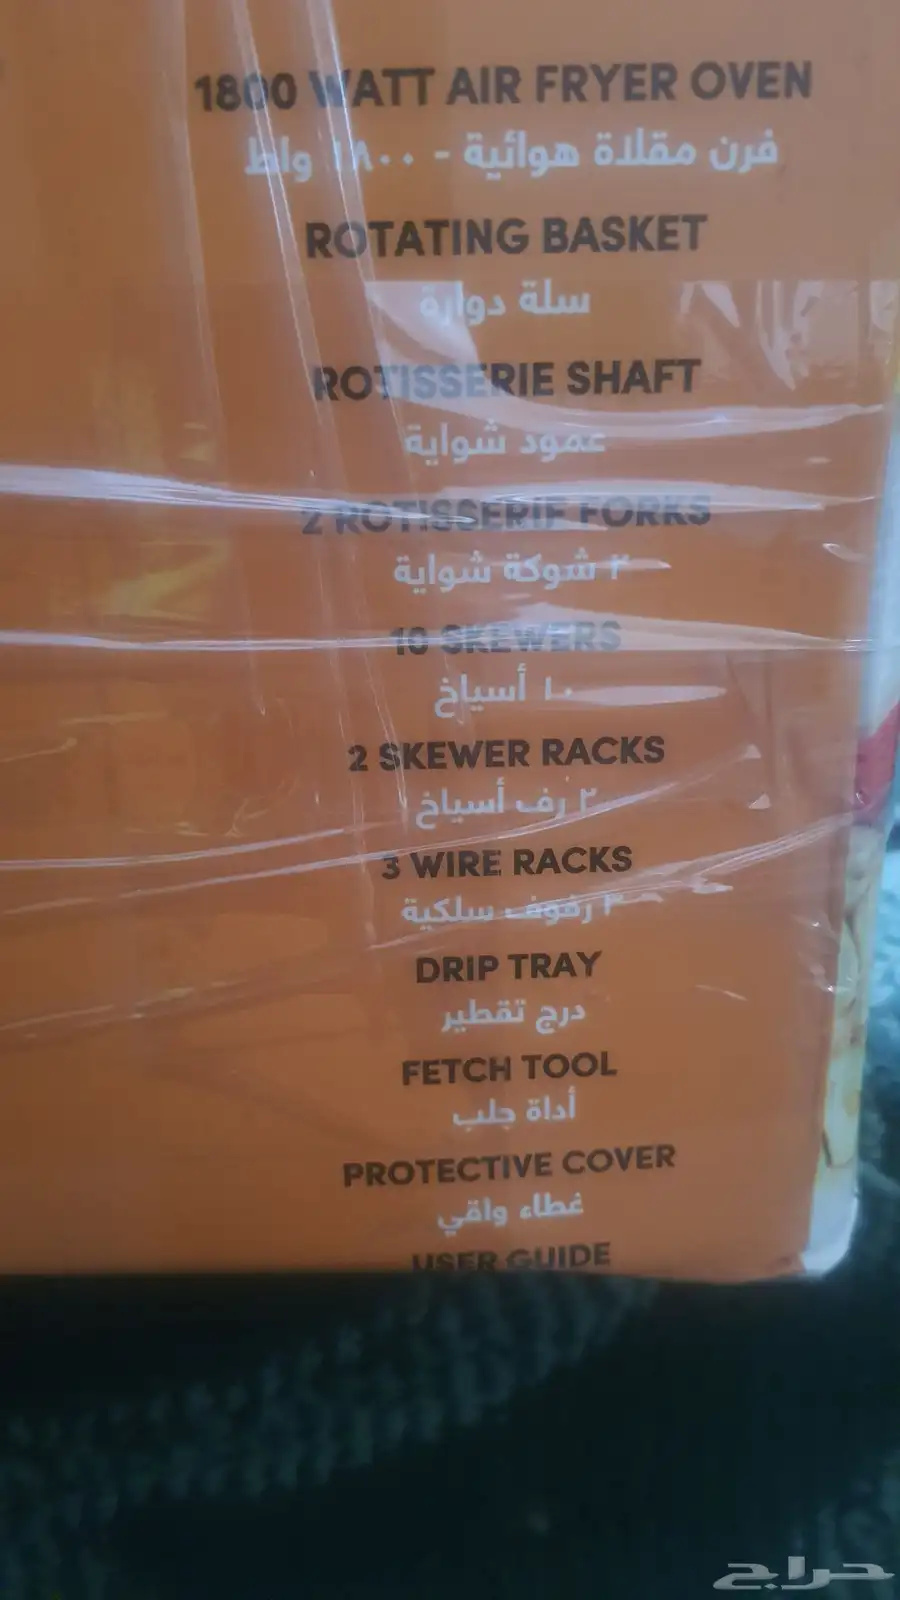 1800 WATT AIR FRYER OVEN
فرن مقلاة هوائية - ١٨٠٠ واط
ROTATING BASKET
سلة دوارة
ROTISSERIE SHAFT
عمود شواية
2 ROTISSERIE FORKS
٢ شوكة شواية
10 SKEWERS
١٠ أسياخ
2 SKEWER RACKS
٢ رف أسياخ
3 WIRE RACKS
٣ رفوف سلكية
DRIP TRAY
درج تقطير
FETCH TOOL
أداة جلب
PROTECTIVE COVER
غطاء واقي
USER GUIDE
حراج